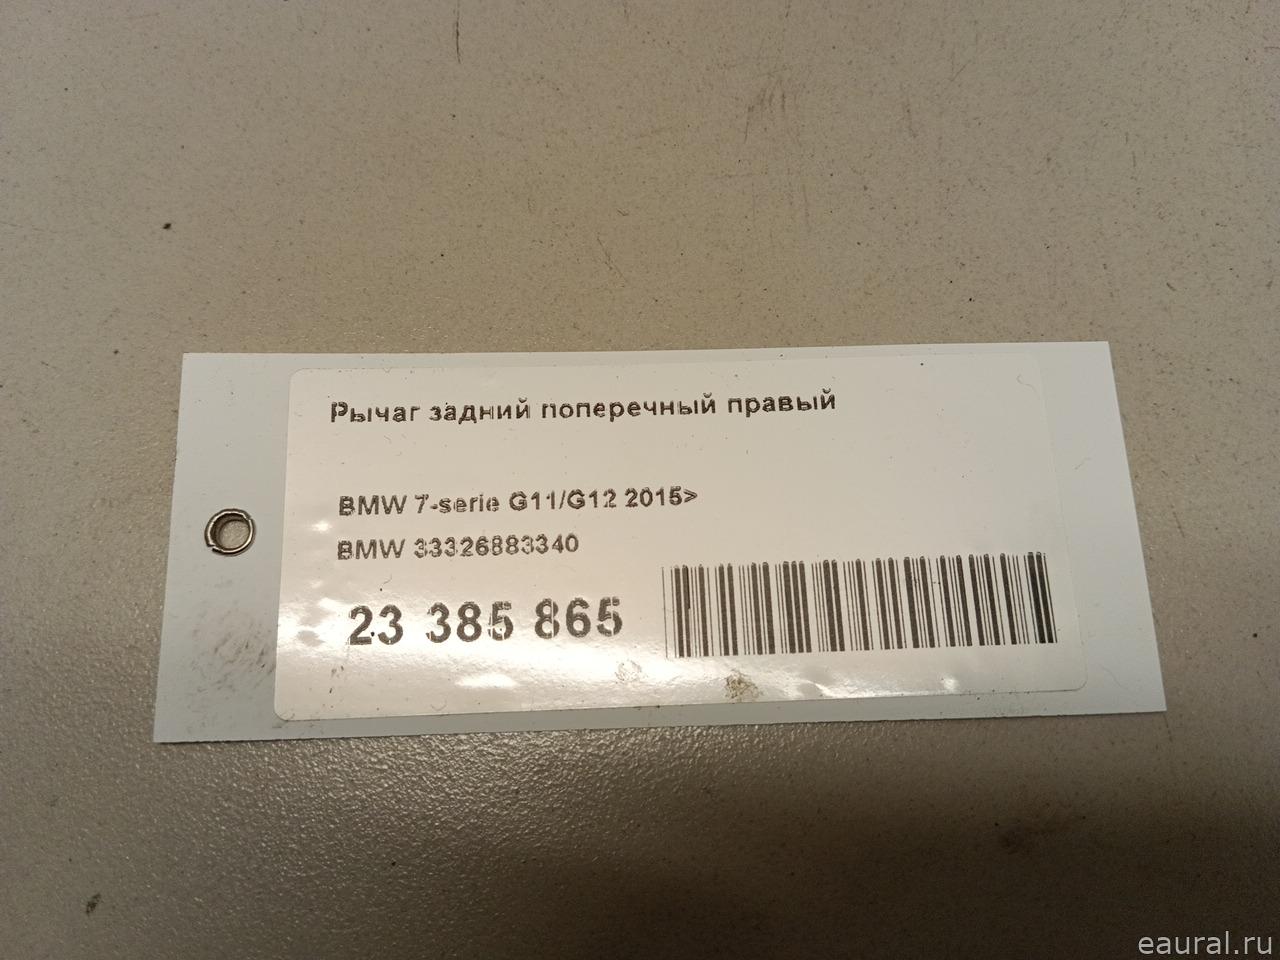 Рычаг задний поперечный правый
BMW 7-serie G11/G12 2015>
BMW 33326883340
23 385 865
eaural.ru